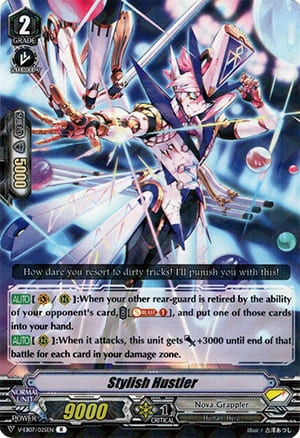 2
GRADE
INTERCEPT
5000
How dare you resort to dirty tricks! I'll punish you with this!
AUTO [ ]:When your other rear-guard is retired by the ability
of your opponent's card, [ S-BLAST 1 ], and put one of those cards
into your hand.
AUTO [ ]:When it attacks, this unit gets +3000 until end of that
battle for each card in your damage zone.
Stylish Hustler
NORMAL
UNIT
POWER
9000
1
CRITICAL
Nova Grappler
Human · Hero
V-EB07/025EN R
illust / 古澤あつし